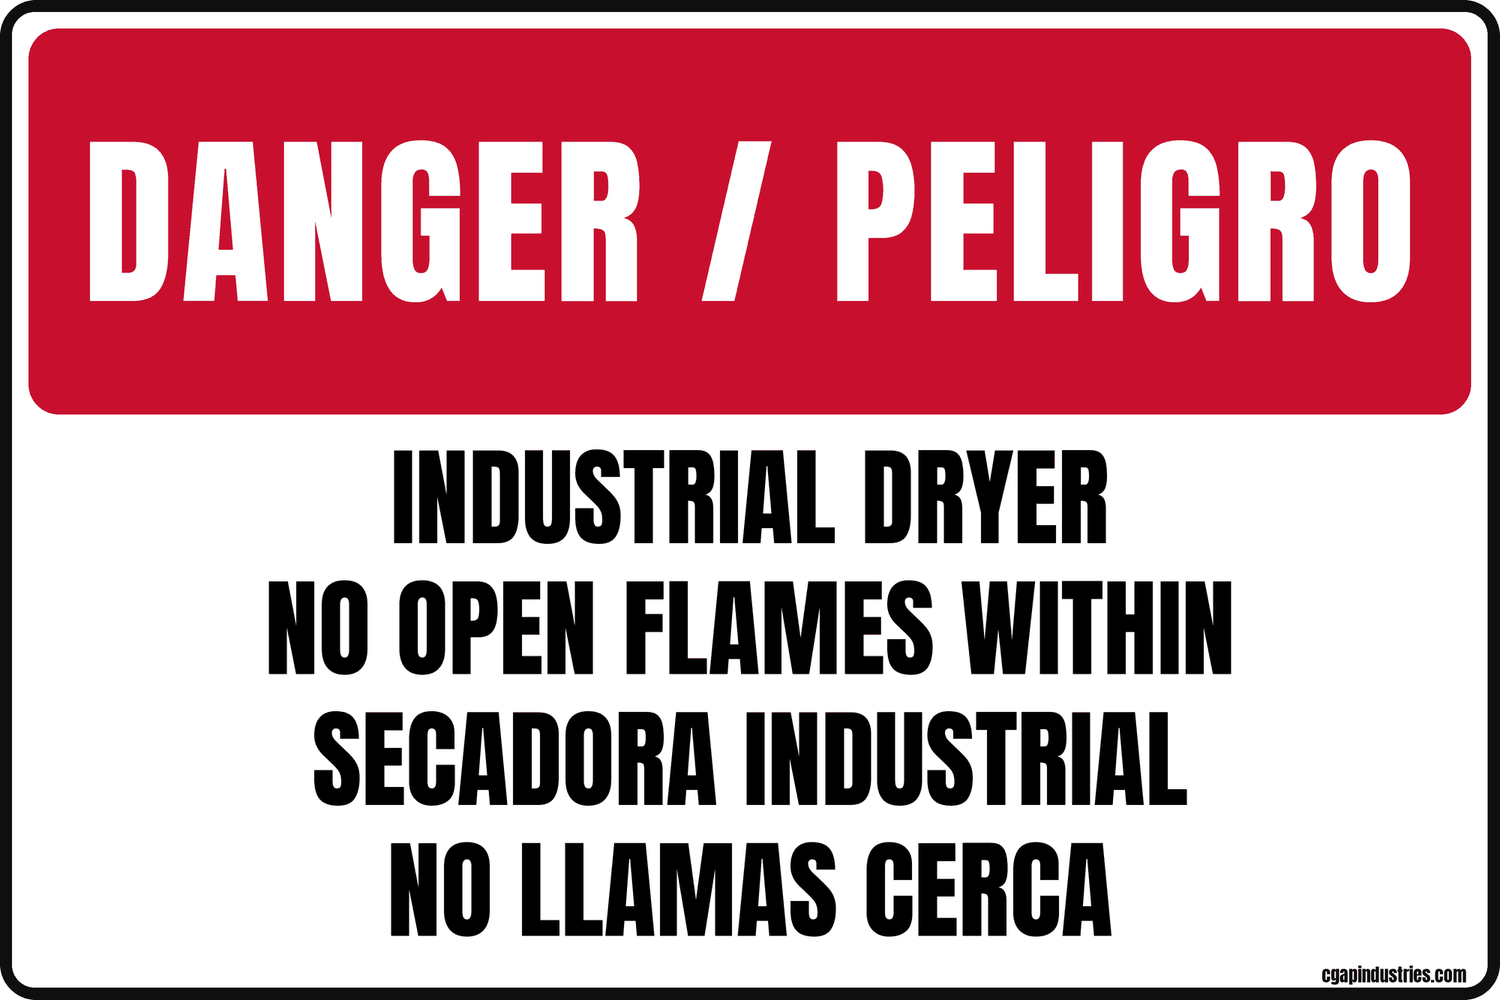 DANGER / PELIGRO
INDUSTRIAL DRYER
NO OPEN FLAMES WITHIN
SECADORA INDUSTRIAL
NO LLAMAS CERCA
cgapindustries.com